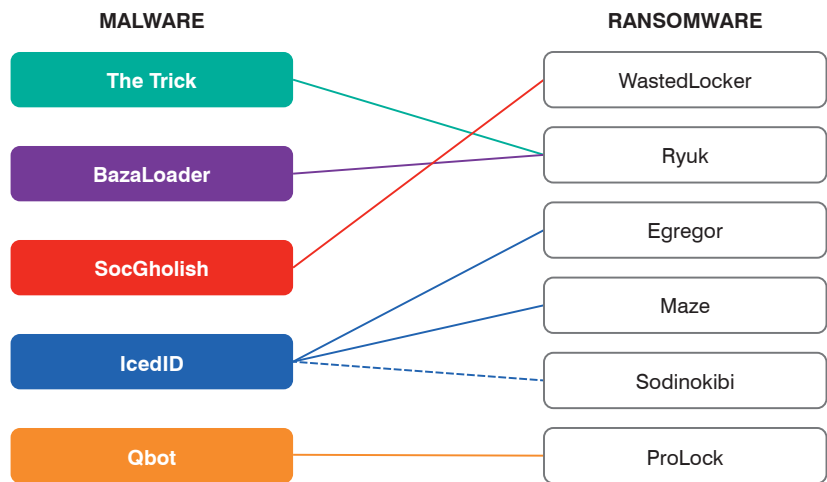 MALWARE
The Trick
BazaLoader
SocGholish
IcedID
Qbot
RANSOMWARE
WastedLocker
Ryuk
Egregor
Maze
Sodinokibi
ProLock